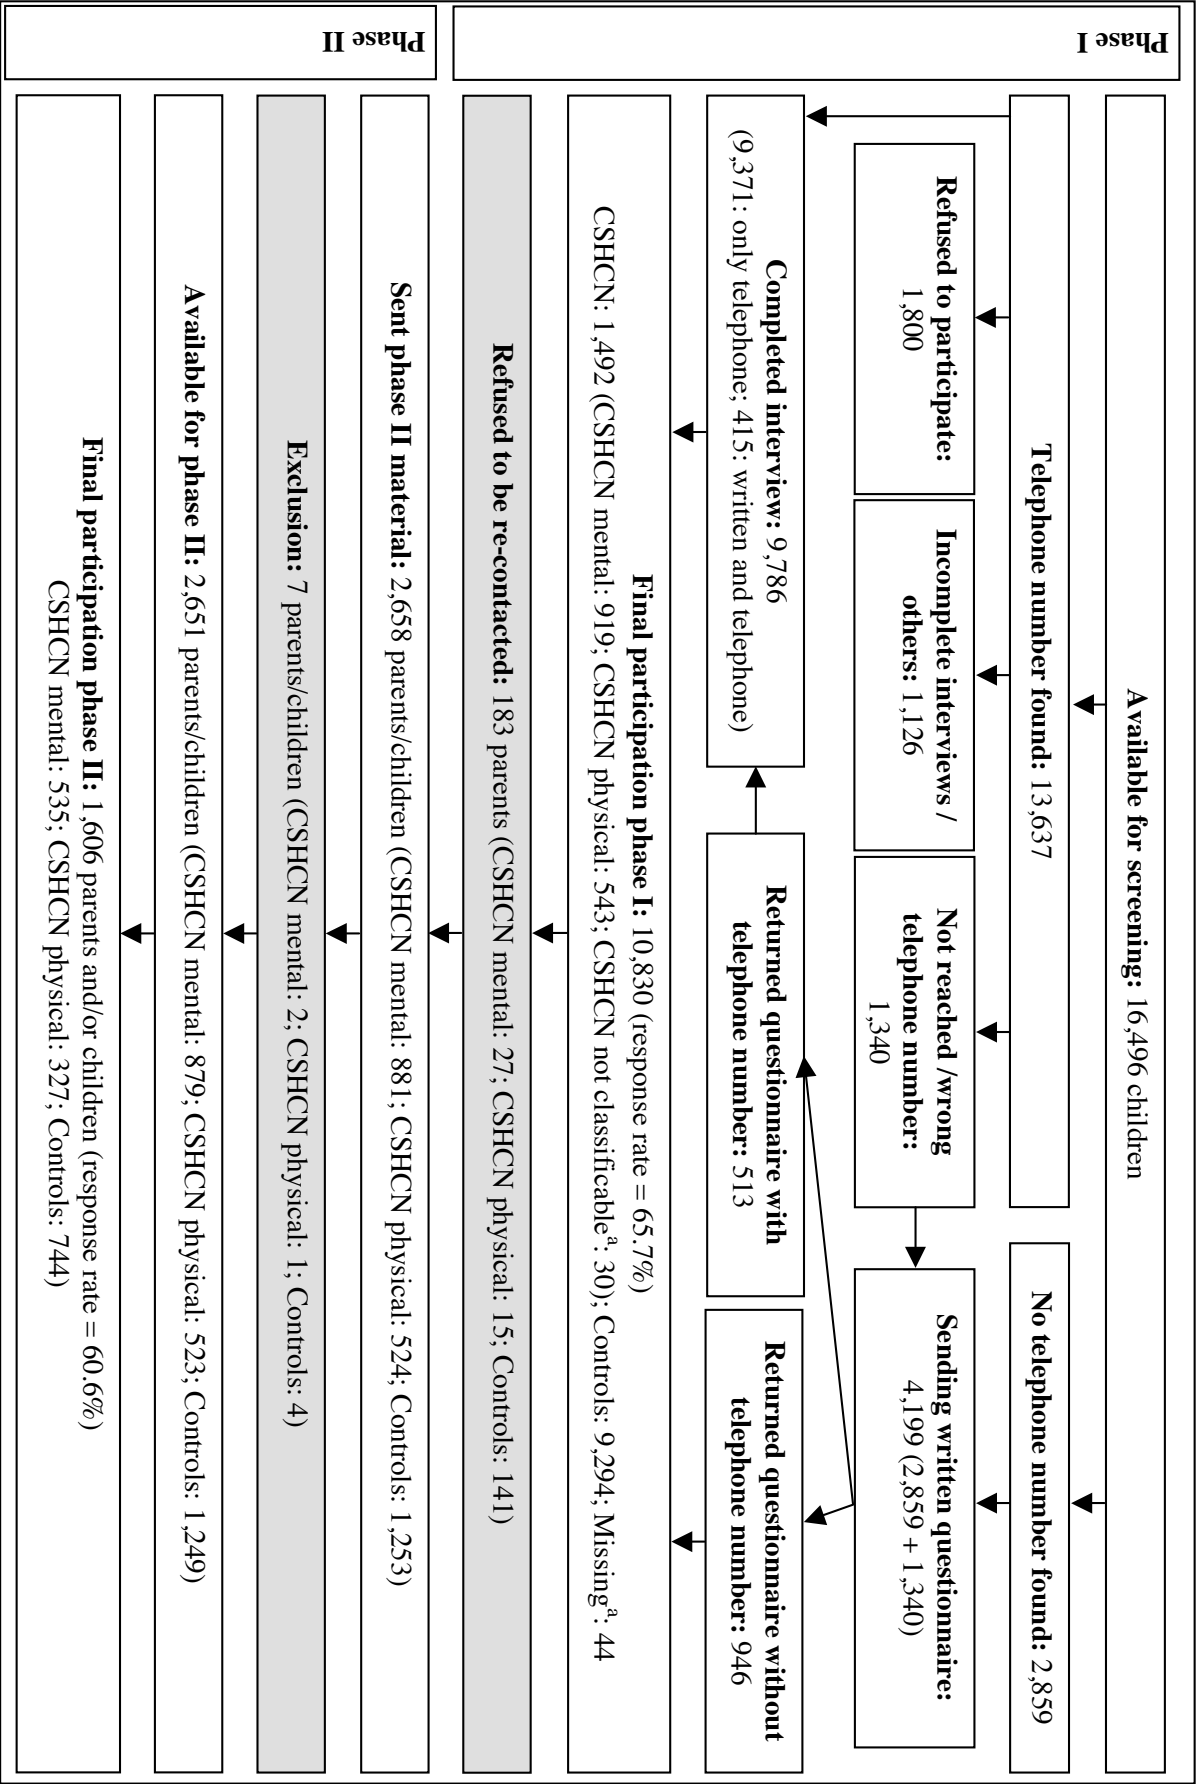 Phase I
Available for screening: 16,496 children
Telephone number found: 13,637
No telephone number found: 2,859
Refused to participate:
1,800
Incomplete interviews /
others: 1,126
Not reached /wrong
telephone number:
1,340
Sending written questionnaire:
4,199 (2,859 + 1,340)
Completed interview: 9,786
(9,371: only telephone; 415: written and telephone)
Returned questionnaire with
telephone number: 513
Returned questionnaire without
telephone number: 946
Final participation phase I: 10,830 (response rate = 65.7%)
CSHCN: 1,492 (CSHCN mental: 919; CSHCN physical: 543; CSHCN not classificableª: 30); Controls: 9,294; Missingª: 44
Refused to be re-contacted: 183 parents (CSHCN mental: 27; CSHCN physical: 15; Controls: 141)
Phase II
Sent phase II material: 2,658 parents/children (CSHCN mental: 881; CSHCN physical: 524; Controls: 1,253)
Exclusion: 7 parents/children (CSHCN mental: 2; CSHCN physical: 1; Controls: 4)
Available for phase II: 2,651 parents/children (CSHCN mental: 879; CSHCN physical: 523; Controls: 1,249)
Final participation phase II: 1,606 parents and/or children (response rate = 60.6%)
CSHCN mental: 535; CSHCN physical: 327; Controls: 744)